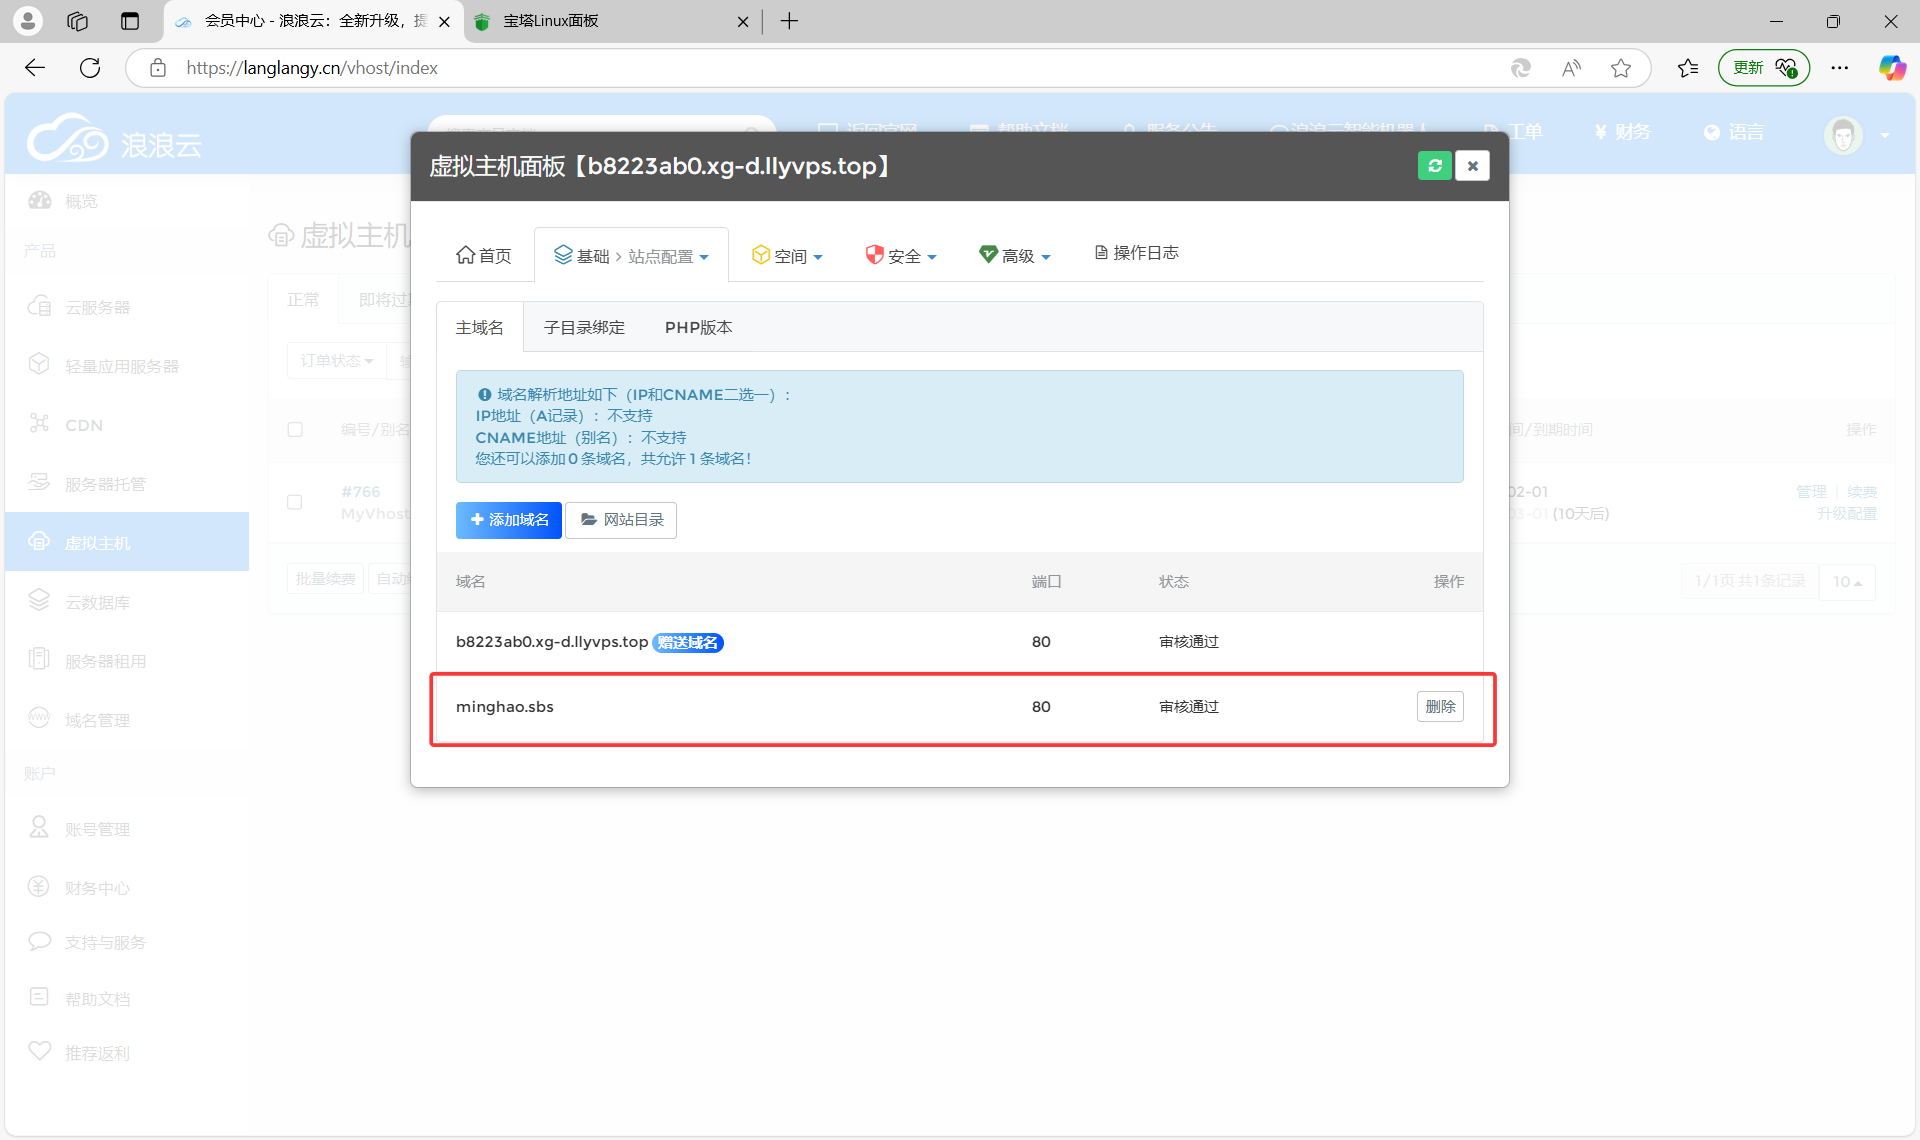 会员中心 - 浪浪云：全新升级，提
宝塔Linux面板
https://langlangy.cn/vhost/index
更新
浪浪云
工单
¥ 财务
语言
虚拟主机面板【b8223ab0.xg-d.llyvps.top】
概览
产品
云服务器
轻量应用服务器
CDN
服务器托管
虚拟主机
云数据库
服务器租用
域名管理
账户
账号管理
财务中心
支持与服务
帮助文档
推荐返利
虚拟主机
正常
即将过
订单状态
编号/别名
#766
MyVhost
批量续费
自动
首页
基础 > 站点配置
空间
安全
高级
操作日志
主域名
子目录绑定
PHP版本
域名解析地址如下（IP和CNAME二选一）：
IP地址（A记录）：不支持
CNAME地址（别名）：不支持
您还可以添加 0 条域名，共允许 1 条域名！
添加域名
网站目录
域名 端口 状态 操作
b8223ab0.xg-d.llyvps.top 赠送域名 80 审核通过
minghao.sbs 80 审核通过 删除
间/到期时间
操作
02-01
03-01 (10天后)
管理 | 续费
升级配置
1/1页 共1条记录
10